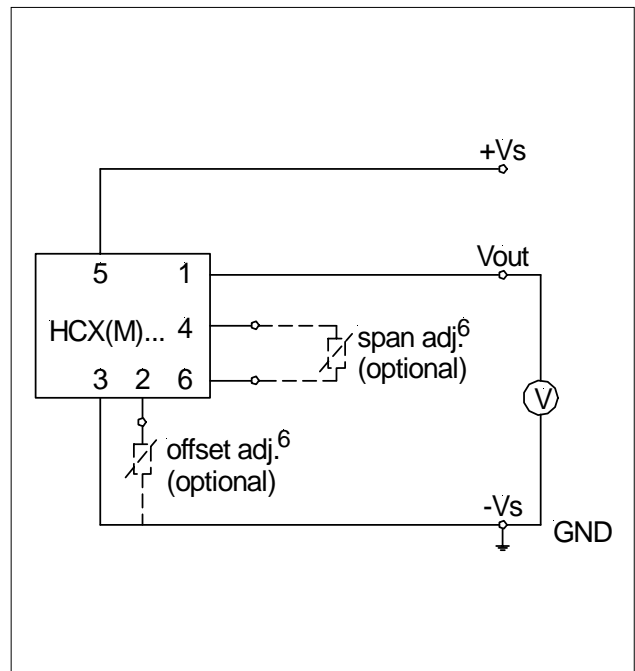 +Vs
Vout
5 1
HCX(M)... 4
3 2 6
span adj.6
(optional)
V
offset adj.6
(optional)
-Vs
GND